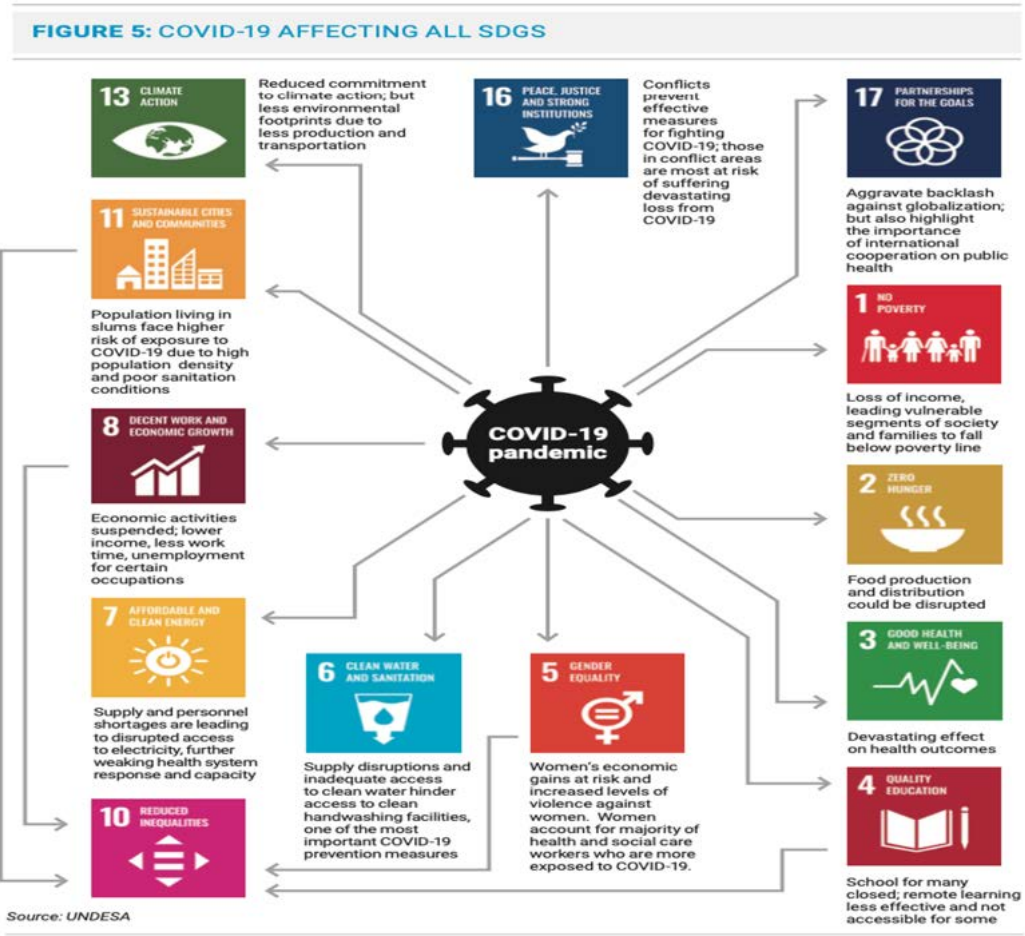 FIGURE 5: COVID-19 AFFECTING ALL SDGS
13 CLIMATE
ACTION
Reduced commitment
to climate action; but
less environmental
footprints due to
less production and
transportation
16 PEACE, JUSTICE
AND STRONG
INSTITUTIONS
Conflicts
prevent
effective
measures
for fighting
COVID-19; those
in conflict areas
are most at risk
of suffering
devastating
loss from
COVID-19
17 PARTNERSHIPS
FOR THE GOALS
Aggravate backlash
against globalization;
but also highlight
the importance
of international
cooperation on public
health
11 SUSTAINABLE CITIES
AND COMMUNITIES
Population living in
slums face higher
risk of exposure to
COVID-19 due to high
population density
and poor sanitation
conditions
1 NO
POVERTY
Loss of income,
leading vulnerable
segments of society
and families to fall
below poverty line
COVID-19
pandemic
8 DECENT WORK AND
ECONOMIC GROWTH
Economic activities
suspended; lower
income, less work
time, unemployment
for certain
occupations
2 ZERO
HUNGER
Food production
and distribution
could be disrupted
7 AFFORDABLE AND
CLEAN ENERGY
Supply and personnel
shortages are leading
to disrupted access
to electricity, further
weaking health system
response and capacity
6 CLEAN WATER
AND SANITATION
Supply disruptions and
inadequate access
to clean water hinder
access to clean
handwashing facilities,
one of the most
important COVID-19
prevention measures
5 GENDER
EQUALITY
Women's economic
gains at risk and
increased levels of
violence against
women. Women
account for majority of
health and social care
workers who are more
exposed to COVID-19.
3 GOOD HEALTH
AND WELL-BEING
Devastating effect
on health outcomes
4 QUALITY
EDUCATION
School for many
closed; remote learning
less effective and not
accessible for some
10 REDUCED
INEQUALITIES
Source: UNDESA